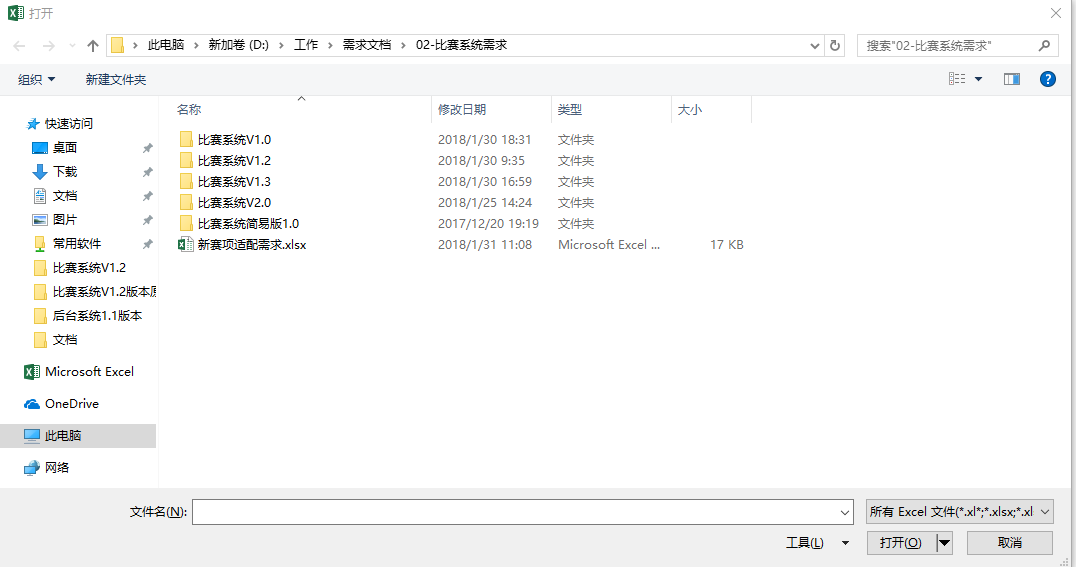 打开
此电脑 新加卷 (D:) 工作 需求文档 02-比赛系统需求 搜索"02-比赛系统需求"
组织 新建文件夹
名称 修改日期 类型 大小
快速访问
桌面
下载
文档
图片
常用软件
比赛系统V1.2
比赛系统V1.2版本原
后台系统1.1版本
文档
Microsoft Excel
OneDrive
此电脑
网络
比赛系统V1.0 2018/1/30 18:31 文件夹
比赛系统V1.2 2018/1/30 9:35 文件夹
比赛系统V1.3 2018/1/30 16:59 文件夹
比赛系统V2.0 2018/1/25 14:24 文件夹
比赛系统简易版1.0 2017/12/20 19:19 文件夹
新赛项适配需求.xlsx 2018/1/31 11:08 Microsoft Excel ... 17 KB
文件名(N): 所有 Excel 文件(*.xl*;*.xlsx;*.xl
工具(L) 打开(O) 取消